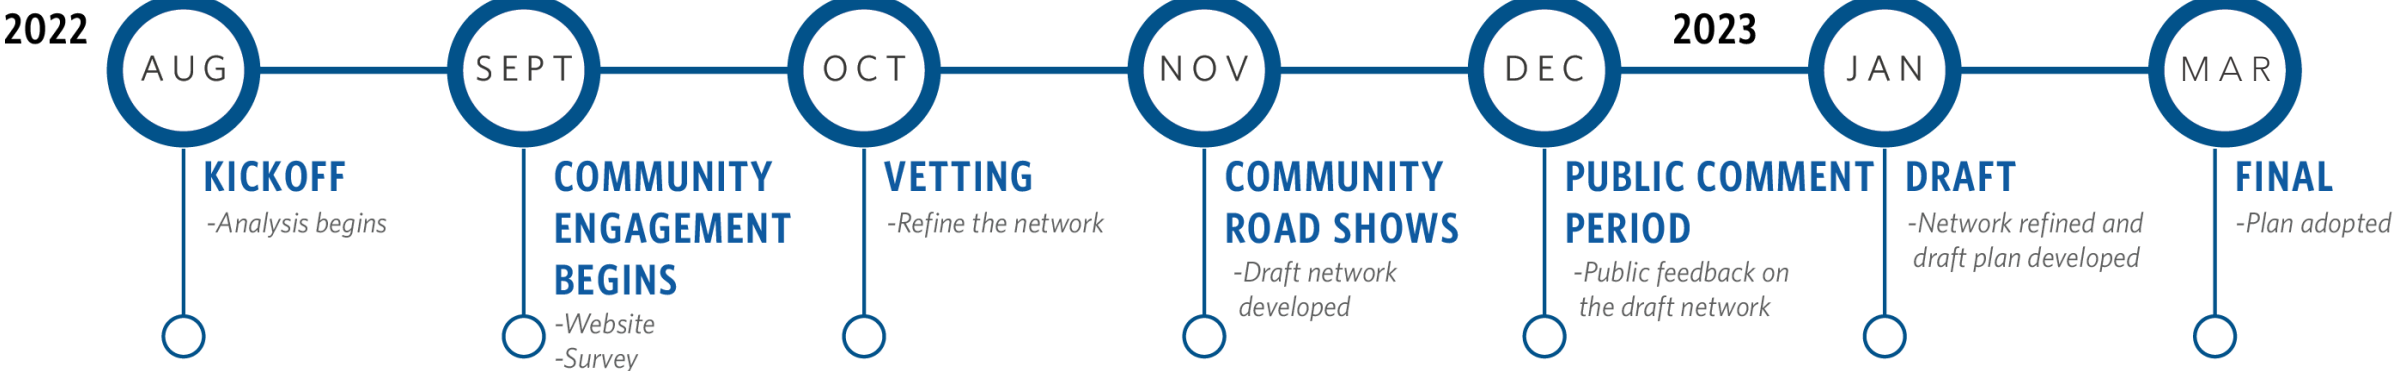 2022
AUG
SEPT
OCT
NOV
DEC
2023
JAN
MAR
KICKOFF
-Analysis begins
COMMUNITY
ENGAGEMENT
BEGINS
-Website
-Survey
VETTING
-Refine the network
COMMUNITY
ROAD SHOWS
-Draft network
developed
PUBLIC COMMENT
PERIOD
-Public feedback on
the draft network
DRAFT
-Network refined and
draft plan developed
FINAL
-Plan adopted